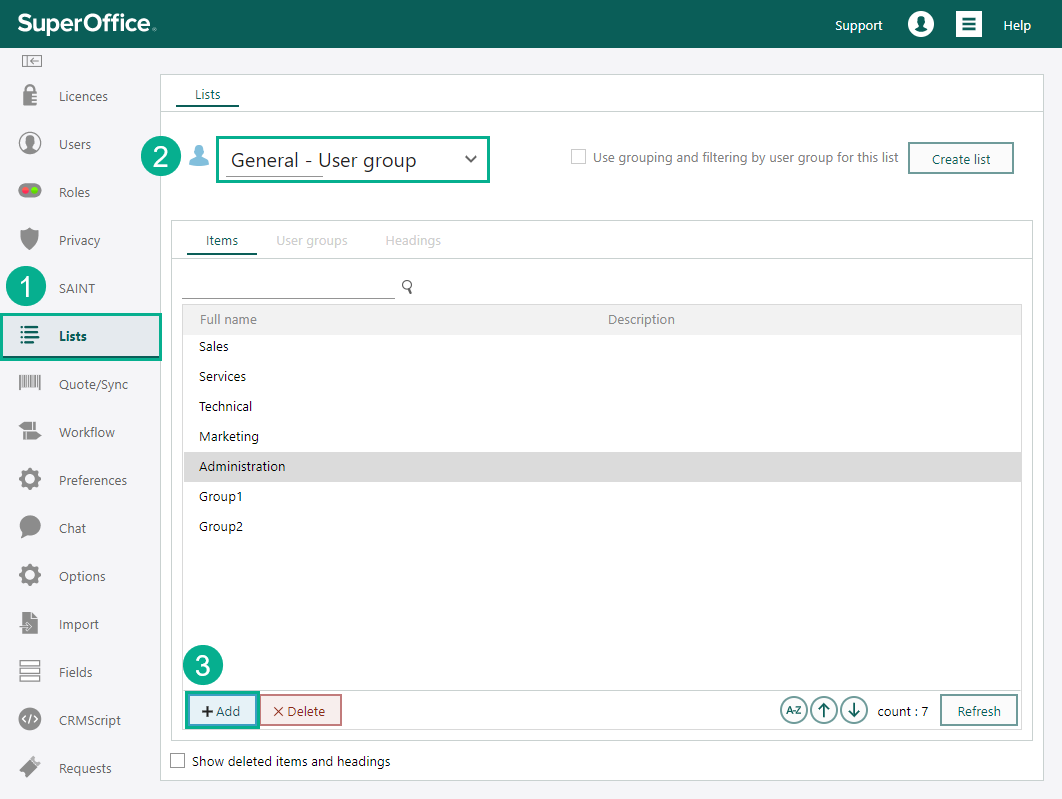 SuperOffice
Support
Help
Licences
Users
Roles
Privacy
1
SAINT
Lists
Quote/Sync
Workflow
Preferences
Chat
Options
Import
Fields
CRMScript
Requests
Lists
2
General - User group
Use grouping and filtering by user group for this list
Create list
Items
User groups
Headings
Full name
Description
Sales
Services
Technical
Marketing
Administration
Group1
Group2
3
+ Add
× Delete
A-Z
count : 7
Refresh
Show deleted items and headings